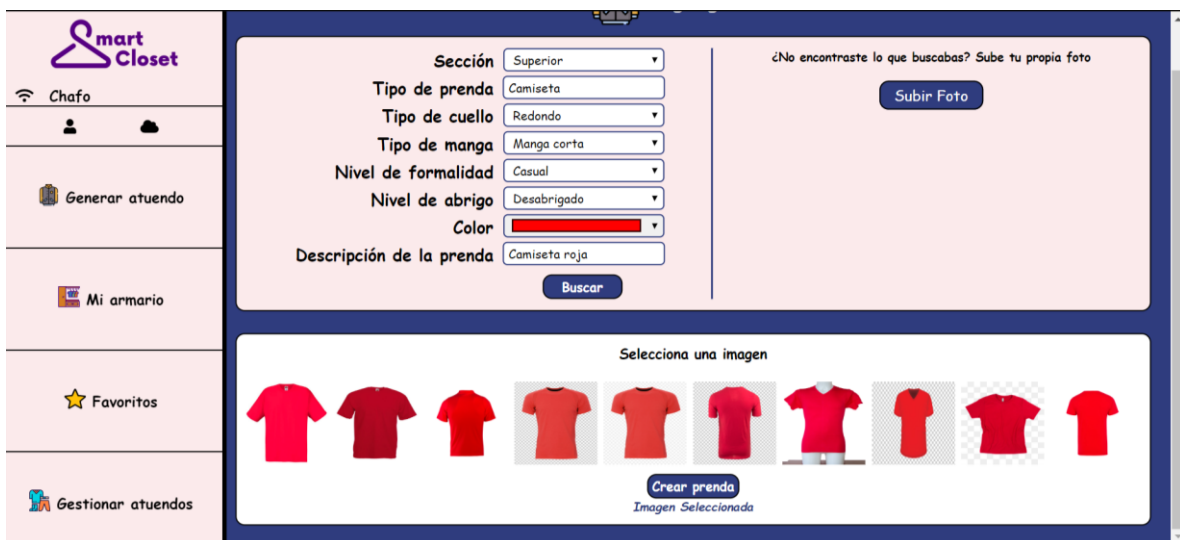 Smart
Closet
Chafo
Generar atuendo
Mi armario
Favoritos
Gestionar atuendos
Sección Superior
Tipo de prenda Camiseta
Tipo de cuello Redondo
Tipo de manga Manga corta
Nivel de formalidad Casual
Nivel de abrigo Desabrigado
Color
Descripción de la prenda Camiseta roja
Buscar
¿No encontraste lo que buscabas? Sube tu propia foto
Subir Foto
Selecciona una imagen
Crear prenda
Imagen Seleccionada